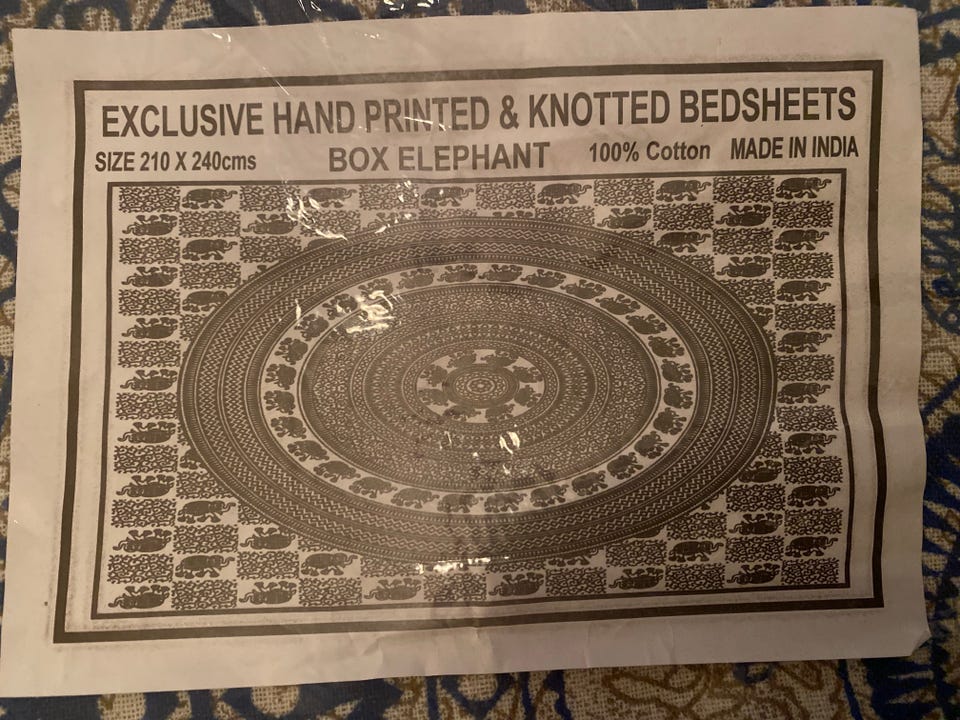 EXCLUSIVE HAND PRINTED & KNOTTED BEDSHEETS
SIZE 210 X 240cms BOX ELEPHANT 100% Cotton MADE IN INDIA